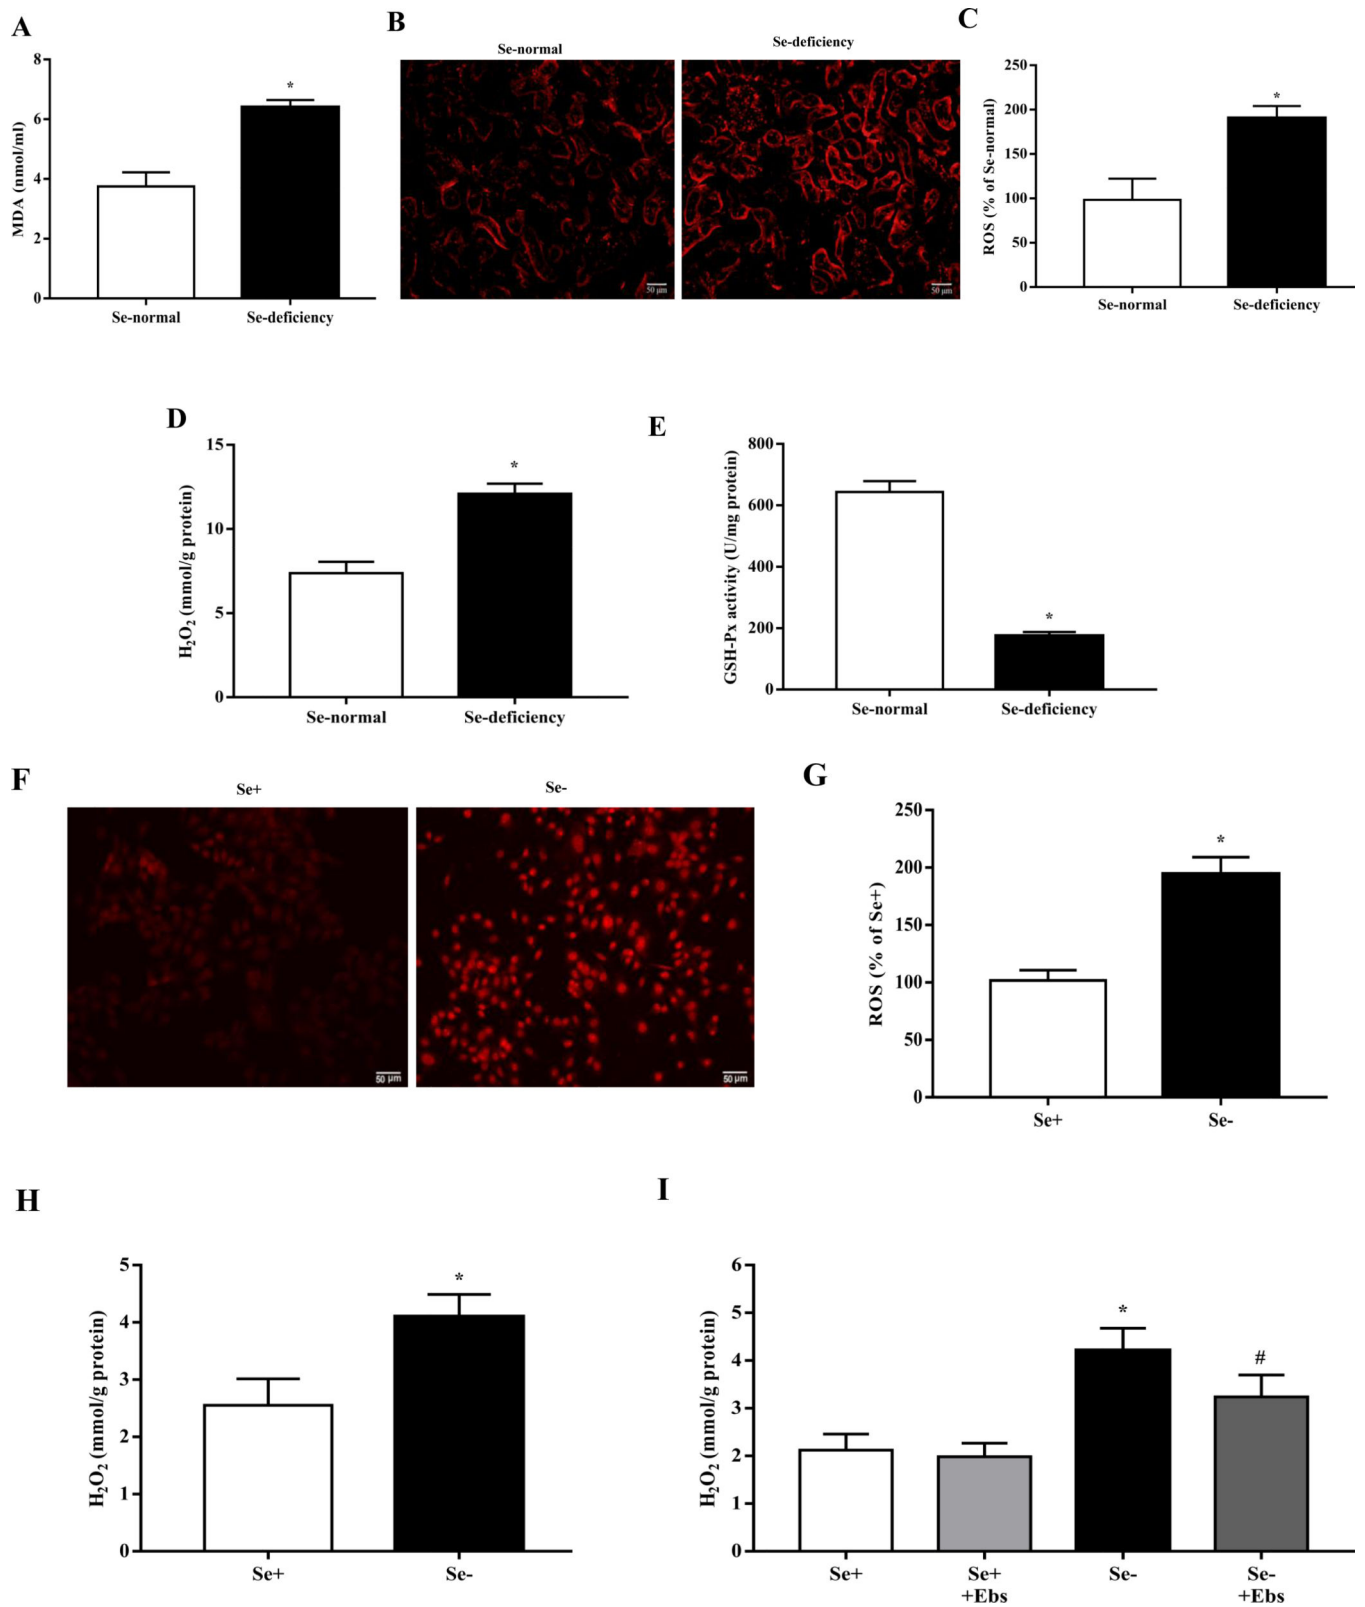 A
MDA (nmol/ml)
8
6
4
2
0
*
Se-normal
Se-deficiency
B
Se-normal
Se-deficiency
50 μm
50 μm
C
ROS (% of Se-normal)
250
200
150
100
50
0
*
Se-normal
Se-deficiency
D
H₂O₂ (mmol/g protein)
15
10
5
0
*
Se-normal
Se-deficiency
E
GSH-Px activity (U/mg protein)
800
600
400
200
0
*
Se-normal
Se-deficiency
F
Se+
Se-
50 μm
50 μm
G
ROS (% of Se+)
250
200
150
100
50
0
*
Se+
Se-
H
H₂O₂ (mmol/g protein)
5
4
3
2
1
0
*
Se+
Se-
I
H₂O₂ (mmol/g protein)
6
5
4
3
2
1
0
*
#
Se+
Se+
+Ebs
Se-
Se-
+Ebs